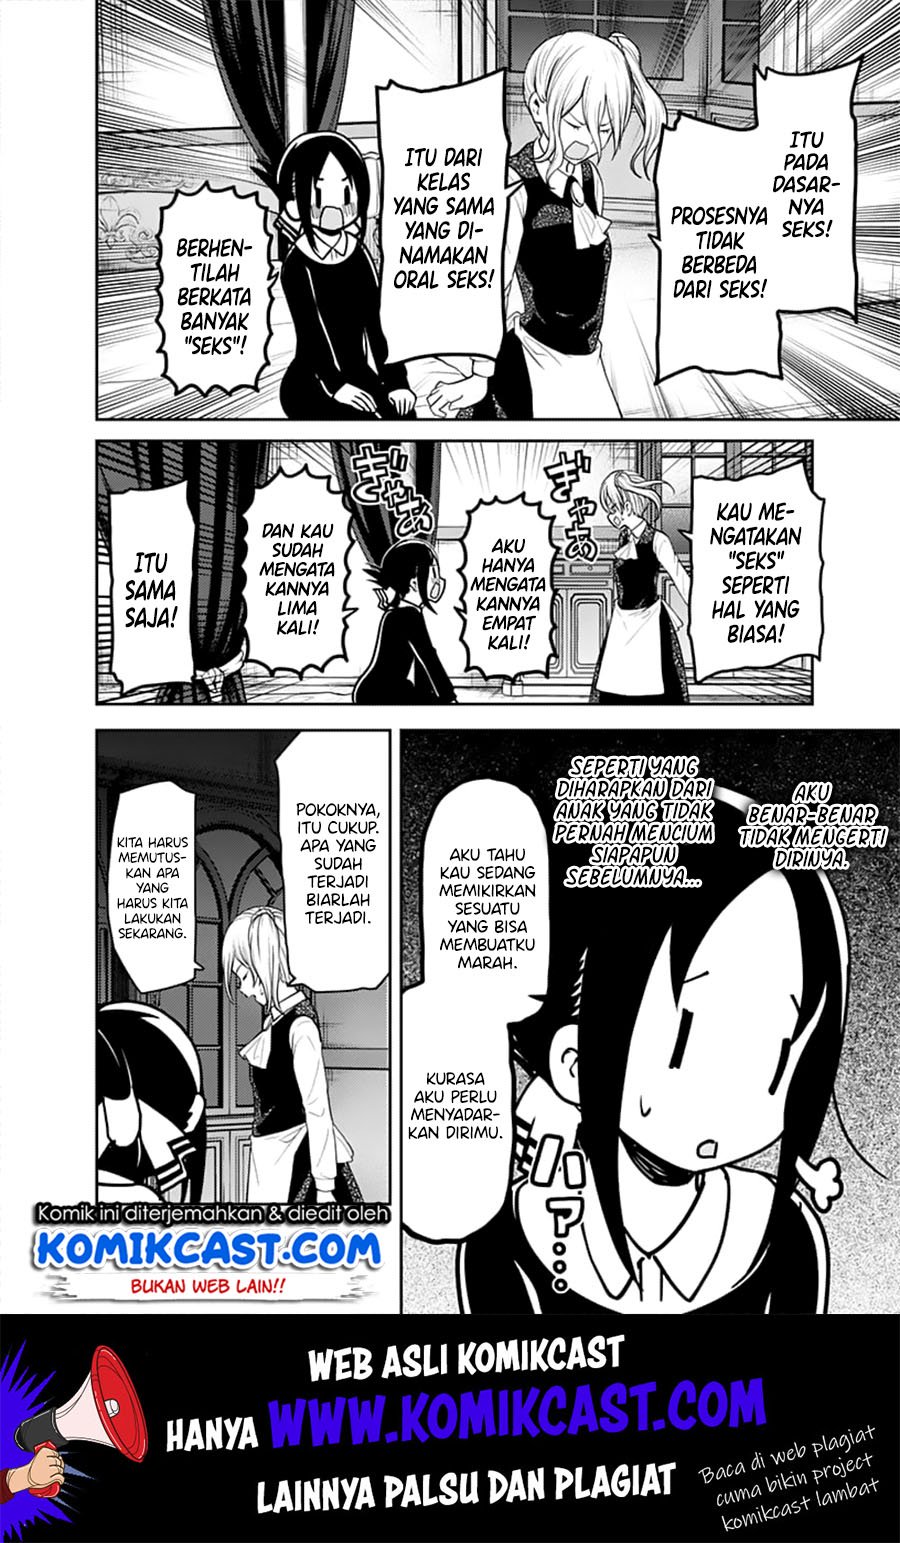 ITU
PADA
DASAR-
NYA
SEKS!
PROSESNYA
TIDAK
BERBEDA
DARI SEKS!
ITU DARI
KELAS
YANG SAMA
YANG DI-
NAMAKAN
ORAL SEKS!
BERHEN-
TILAH
BERKATA
BANYAK
"SEKS"!
KAU ME-
NGATAKAN
"SEKS"
SEPERTI
HAL YANG
BIASA!
ぎゃあ
AKU
HANYA
MENGATA
KANNYA
EMPAT
KALI!
ぎゃあ
DAN KAU
SUDAH
MENGATA
KANNYA
LIMA
KALI!
ITU
SAMA
SAJA!
AKU
BENAR-BENAR
TIDAK MENGERTI
DIRINYA.
SEPERTI YANG
DIHARAPKAN DARI
ANAK YANG TIDAK
PERNAH MENCIUM
SIAPAPUN
SEBELUMNYA...
AKU TAHU
KAU SEDANG
MEMIKIRKAN
SESUATU
YANG BISA
MEMBUATKU
MARAH.
KURASA
AKU PERLU
MENYADAR-
KAN DIRIMU.
ハァ...
POKOKNYA,
ITU CUKUP.
APA YANG
SUDAH
TERJADI
BIARLAH
TERJADI.
KITA HARUS
MEMUTUS-
KAN APA
YANG
HARUS KITA
LAKUKAN
SEKARANG.
Komik ini diterjemahkan & diedit oleh
KOMIKCAST.COM
BUKAN WEB LAIN!!
WEB ASLI KOMIKCAST
HANYA WWW.KOMIKCAST.COM
LAINNYA PALSU DAN PLAGIAT
Baca di web plagiat
cuma bikin project
komikcast lambat